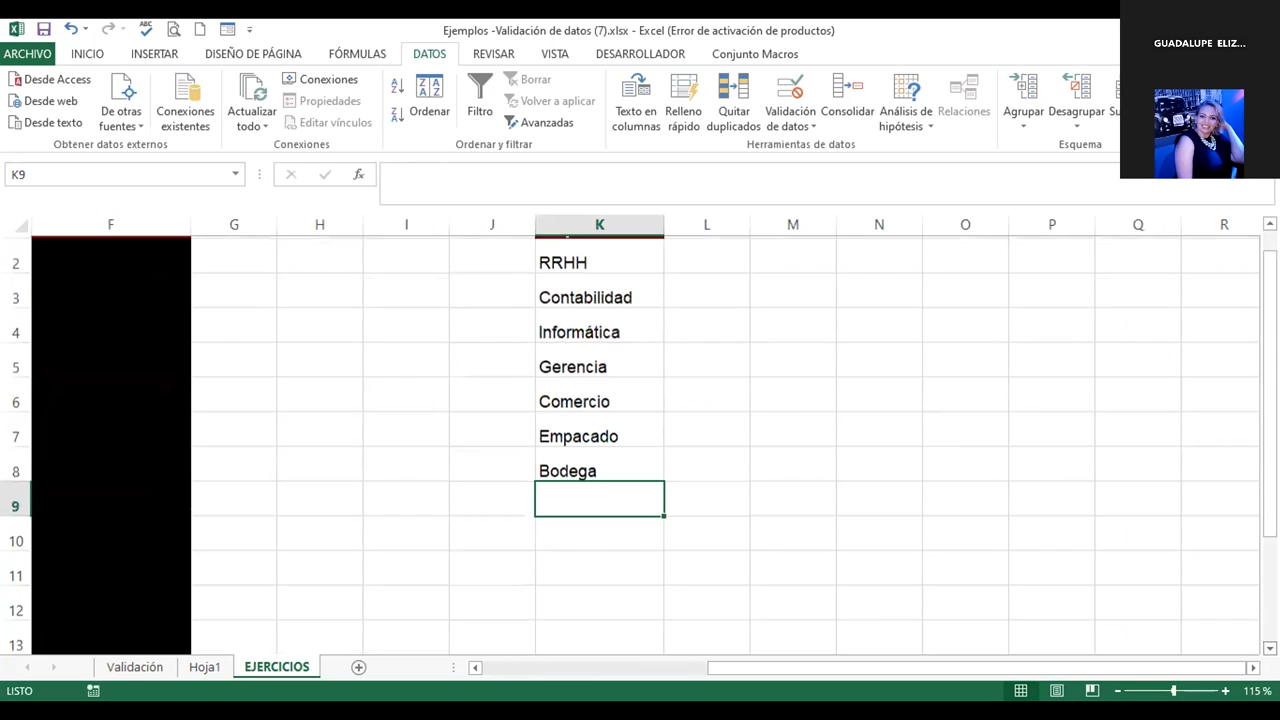 Ejemplos -Validación de datos (7).xlsx - Excel (Error de activación de productos)
GUADALUPE ELIZ...
ARCHIVO INICIO INSERTAR DISEÑO DE PÁGINA FÓRMULAS DATOS REVISAR VISTA DESARROLLADOR Conjunto Macros
Desde Access
Desde web
Desde texto
De otras
fuentes
Conexiones
existentes
Obtener datos externos
Actualizar
todo
Conexiones
Propiedades
Editar vínculos
Conexiones
Ordenar
Filtro
Borrar
Volver a aplicar
Avanzadas
Ordenar y filtrar
Texto en
columnas
Relleno
rápido
Quitar
duplicados
Validación
de datos
Consolidar
Análisis de
hipótesis
Relaciones
Herramientas de datos
Agrupar
Desagrupar
Su
Esquema
K9
fx
F G H I J K L M N O P Q R
2 RRHH
3 Contabilidad
4 Informática
5 Gerencia
6 Comercio
7 Empacado
8 Bodega
9
10
11
12
13
Validación Hoja1 EJERCICIOS
LISTO
115 %